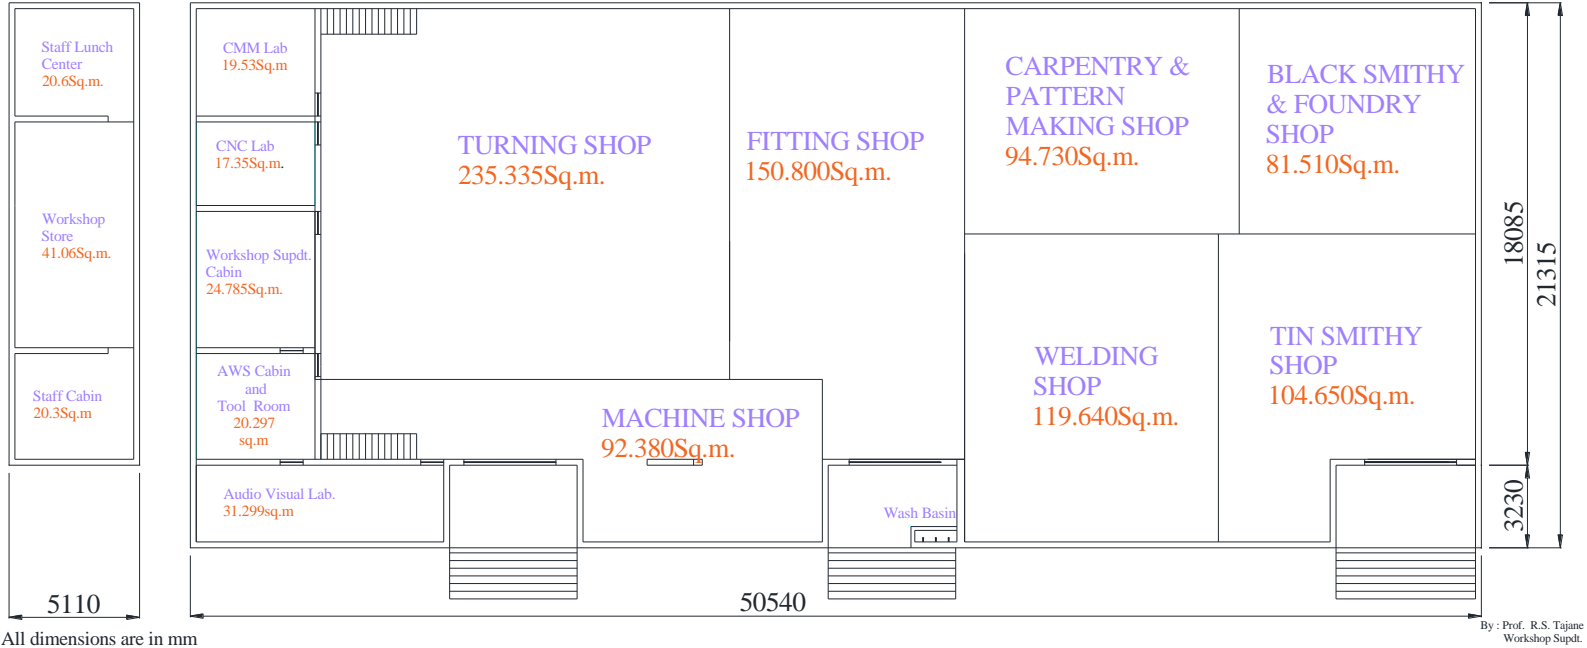 Staff Lunch
Center
20.6Sq.m.
Workshop
Store
41.06Sq.m.
Staff Cabin
20.3Sq.m
5110
All dimensions are in mm
CMM Lab
19.53Sq.m
CNC Lab
17.35Sq.m.
Workshop Supdt.
Cabin
24.785Sq.m.
AWS Cabin
and
Tool Room
20.297
sq.m
Audio Visual Lab.
31.299sq.m
TURNING SHOP
235.335Sq.m.
FITTING SHOP
150.800Sq.m.
MACHINE SHOP
92.380Sq.m.
Wash Basin
CARPENTRY &
PATTERN
MAKING SHOP
94.730Sq.m.
BLACK SMITHY
& FOUNDRY
SHOP
81.510Sq.m.
WELDING
SHOP
119.640Sq.m.
TIN SMITHY
SHOP
104.650Sq.m.
18085
21315
3230
50540
By : Prof. R.S. Tajane
Workshop Supdt.